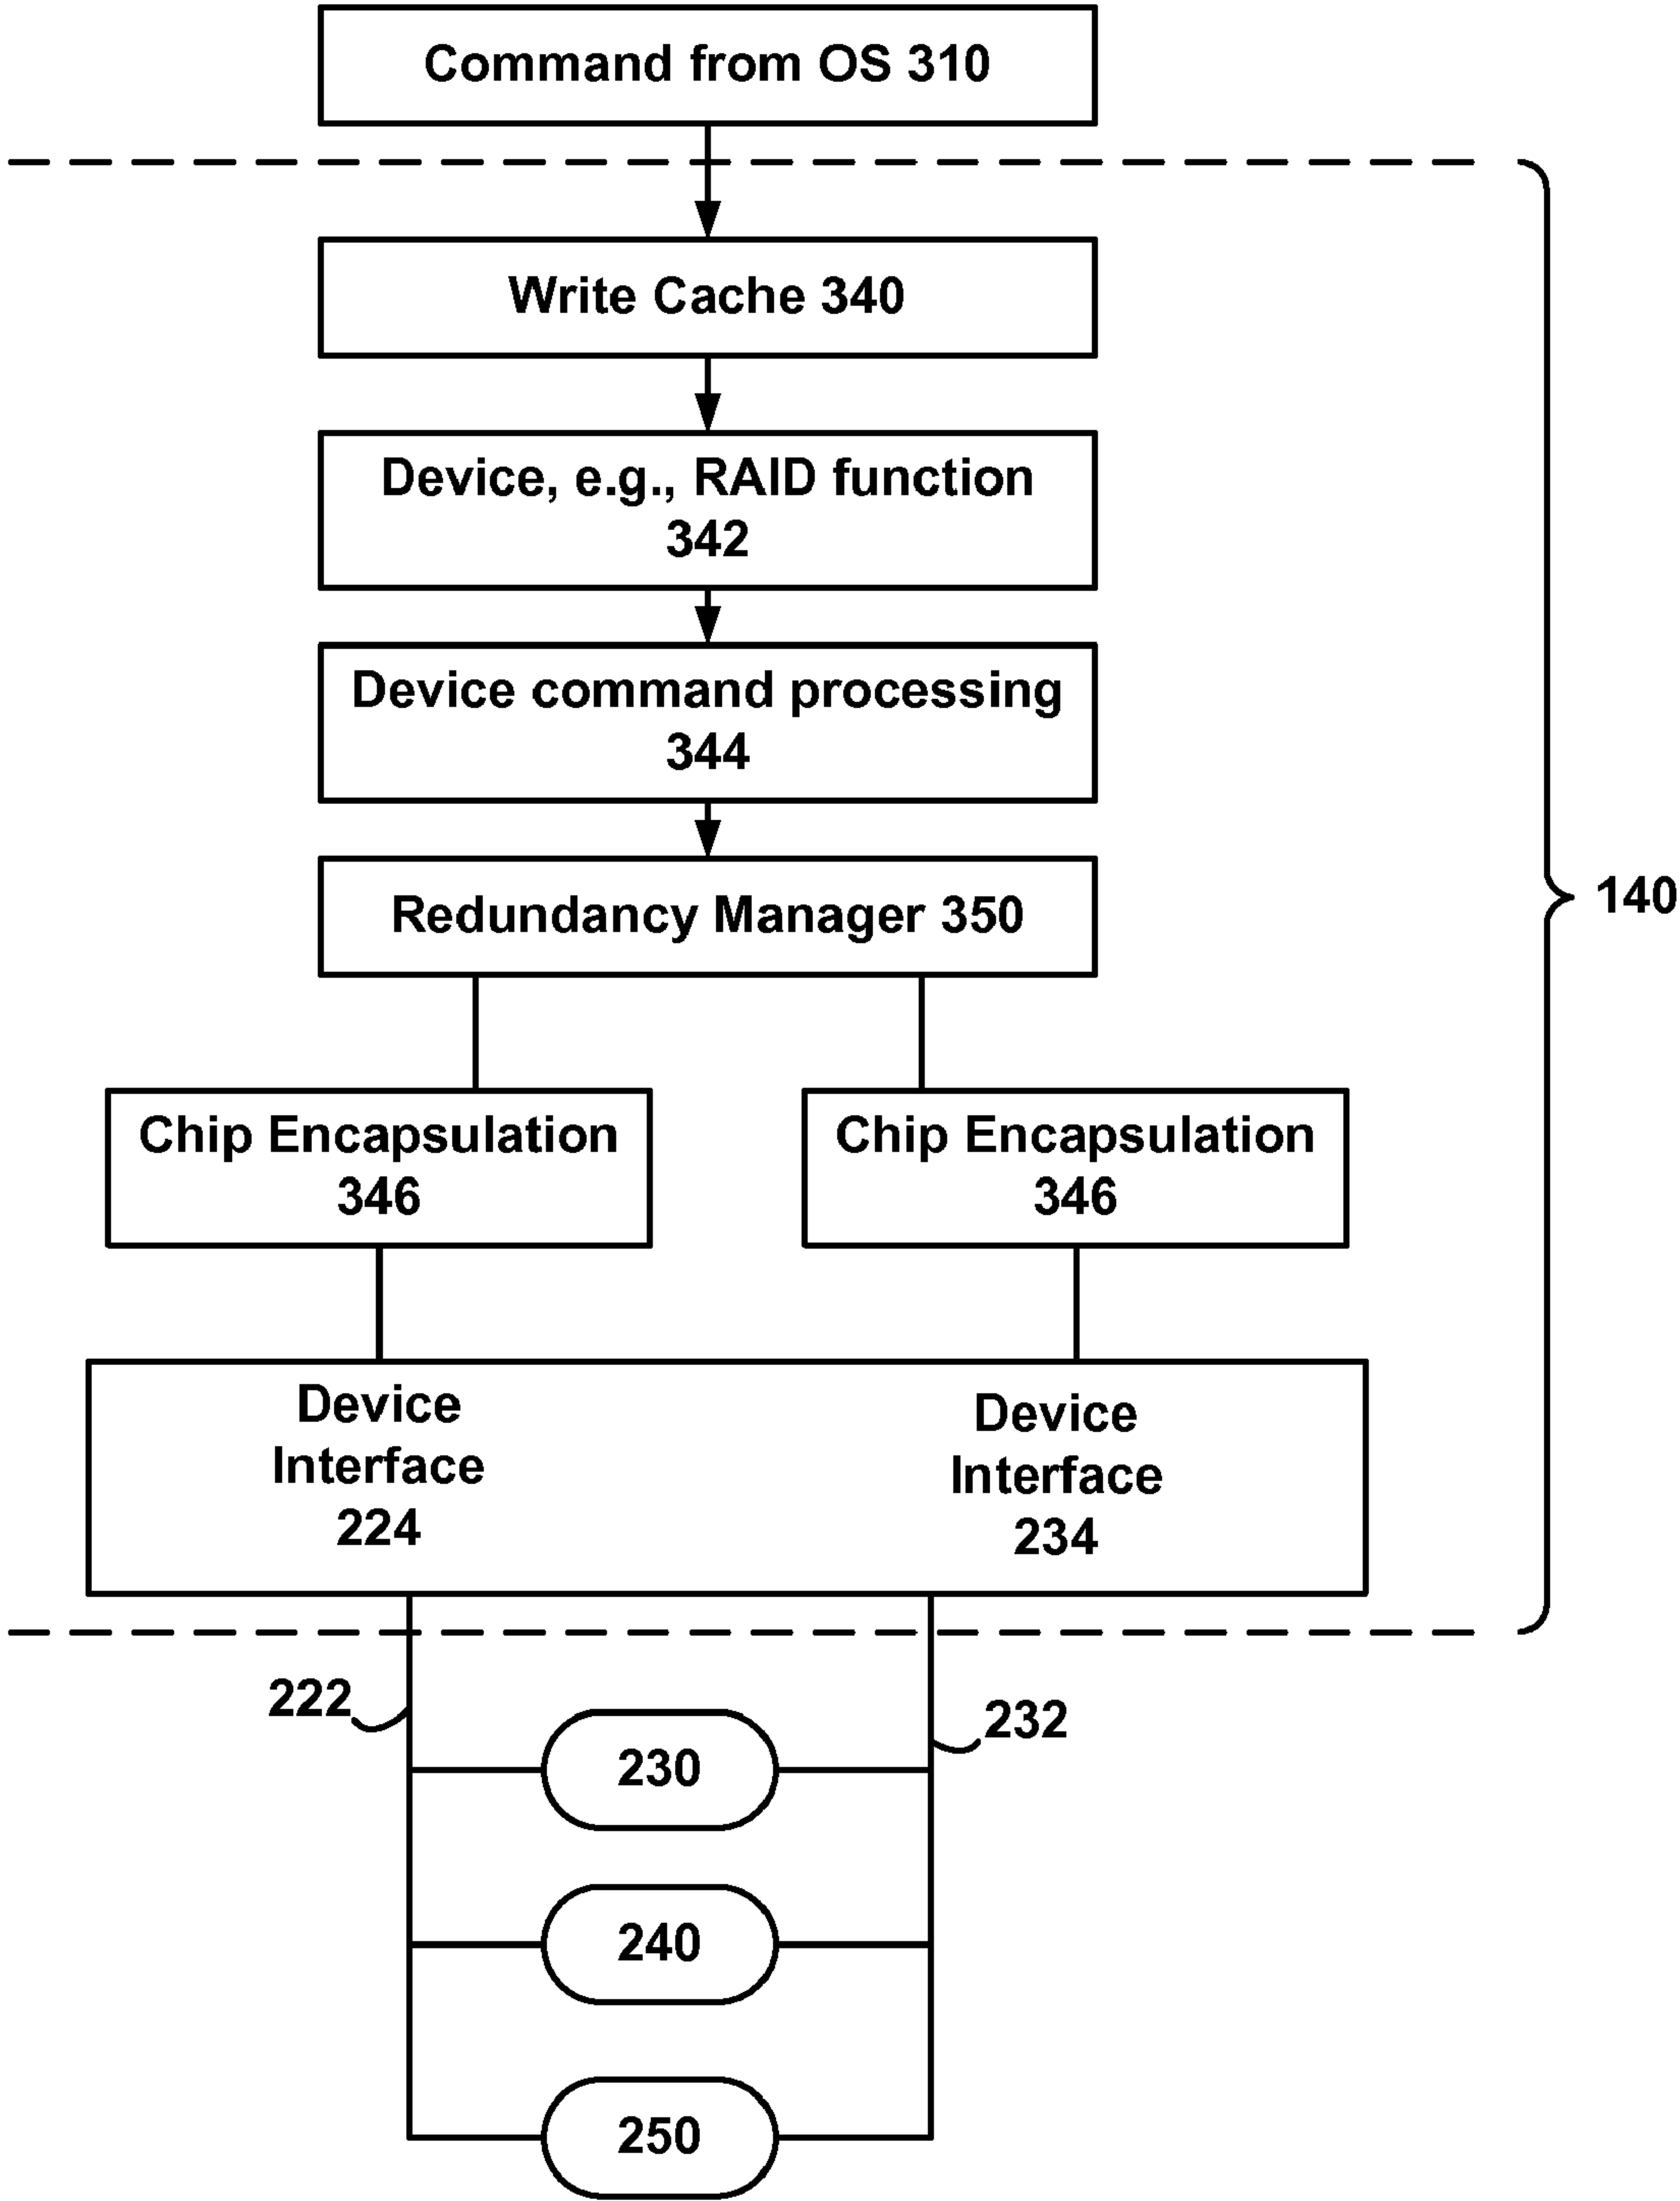 Command from OS 310
Write Cache 340
Device, e.g., RAID function
342
Device command processing
344
Redundancy Manager 350
140
Chip Encapsulation
346
Chip Encapsulation
346
Device
Interface
224
Device
Interface
234
222
232
230
240
250